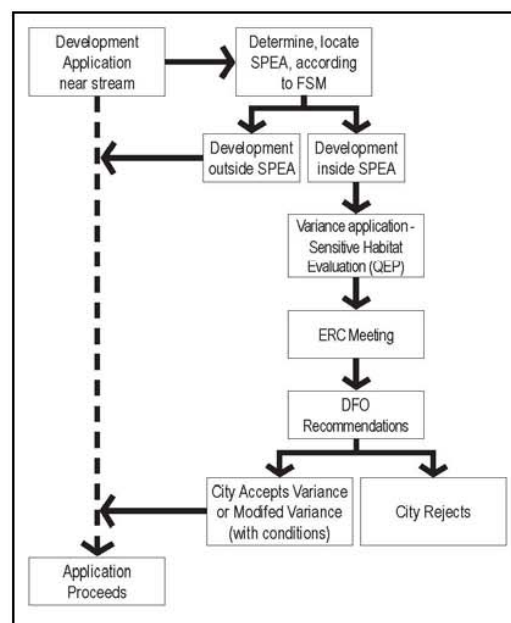 Development
Application
near stream
Determine, locate
SPEA, according
to FSM
Development
outside SPEA
Development
inside SPEA
Variance application -
Sensitive Habitat
Evaluation (QEP)
ERC Meeting
DFO
Recommendations
City Accepts Variance
or Modifed Variance
(with conditions)
City Rejects
Application
Proceeds